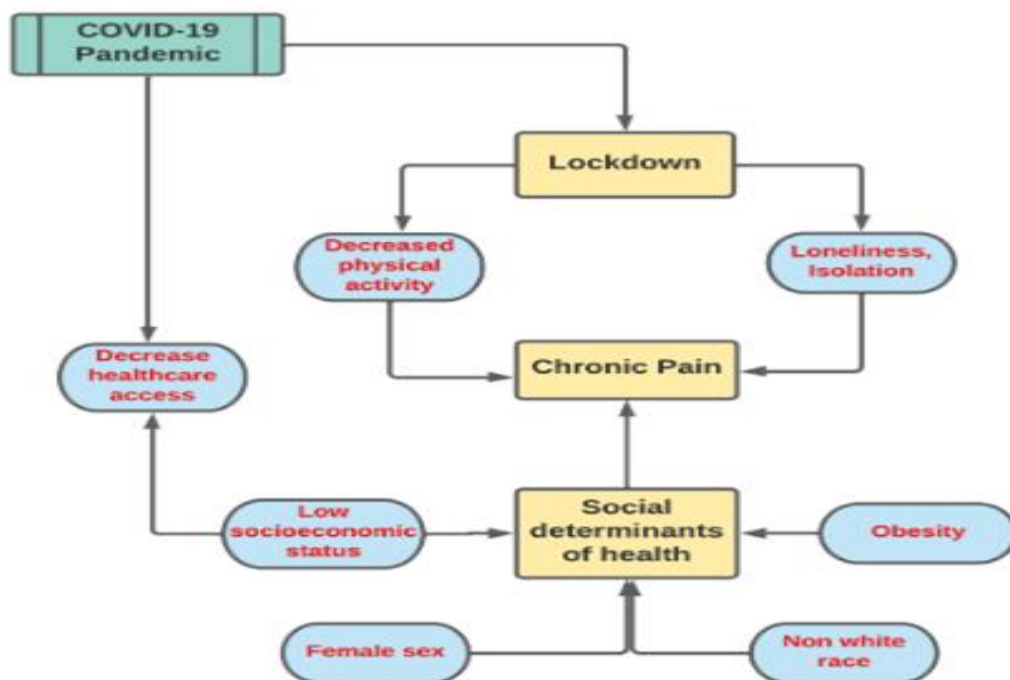 COVID-19
Pandemic
Lockdown
Decreased
physical
activity
Loneliness,
Isolation
Decrease
healthcare
access
Chronic Pain
Low
socioeconomic
status
Social
determinants
of health
Obesity
Female sex
Non white
race